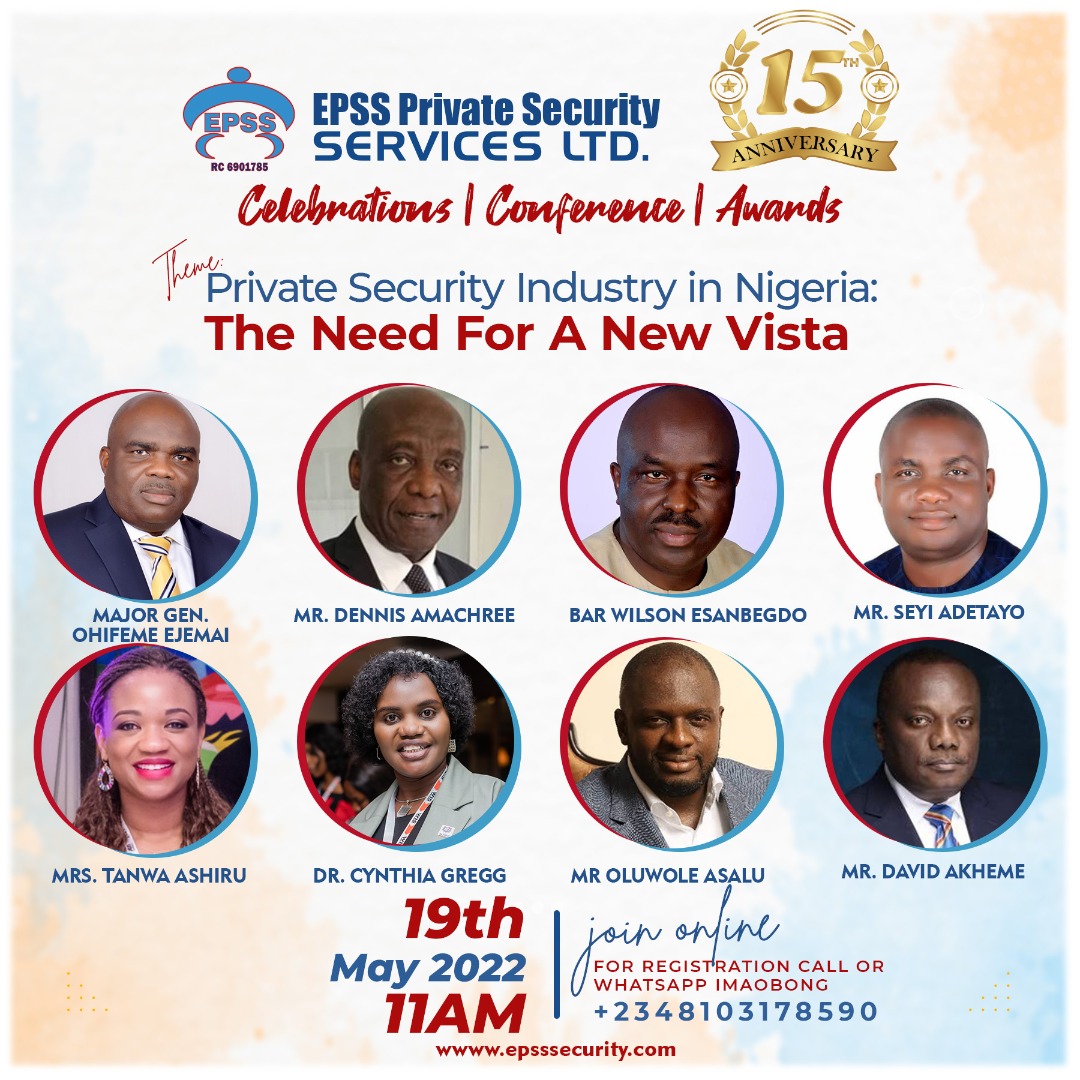 EPSS
RC 6901785
EPSS Private Security
SERVICES LTD.
15TH
ANNIVERSARY
Celebrations | Conference | Awards
Theme:
Private Security Industry in Nigeria:
The Need For A New Vista
MAJOR GEN.
OHIFEME EJEMAI
MR. DENNIS AMACHREE
BAR WILSON ESANBEGDO
MR. SEYI ADETAYO
MRS. TANWA ASHIRU
DR. CYNTHIA GREGG
MR OLUWOLE ASALU
MR. DAVID AKHEME
19th
May 2022
11AM
join online
FOR REGISTRATION CALL OR
WHATSAPP IMAOBONG
+2348103178590
www.epsssecurity.com